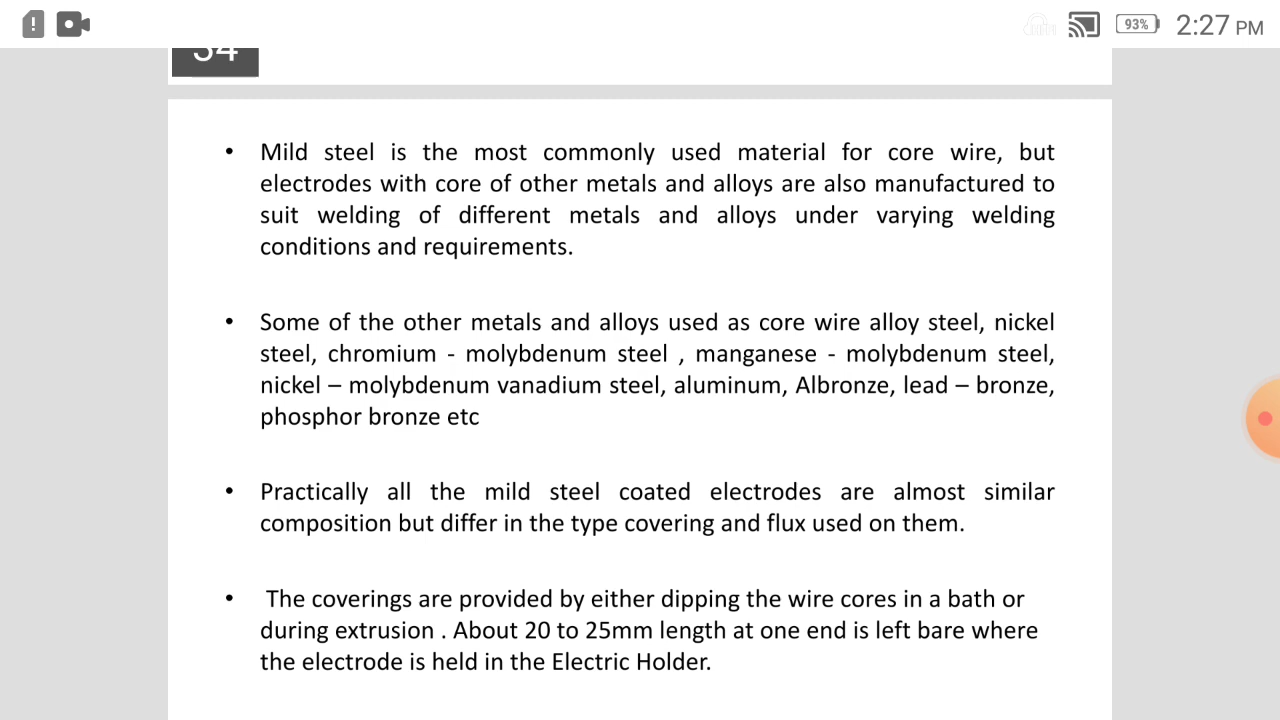 93%
2:27 PM
34
• Mild steel is the most commonly used material for core wire, but
electrodes with core of other metals and alloys are also manufactured to
suit welding of different metals and alloys under varying welding
conditions and requirements.
• Some of the other metals and alloys used as core wire alloy steel, nickel
steel, chromium - molybdenum steel , manganese - molybdenum steel,
nickel – molybdenum vanadium steel, aluminum, Albronze, lead – bronze,
phosphor bronze etc
• Practically all the mild steel coated electrodes are almost similar
composition but differ in the type covering and flux used on them.
• The coverings are provided by either dipping the wire cores in a bath or
during extrusion . About 20 to 25mm length at one end is left bare where
the electrode is held in the Electric Holder.